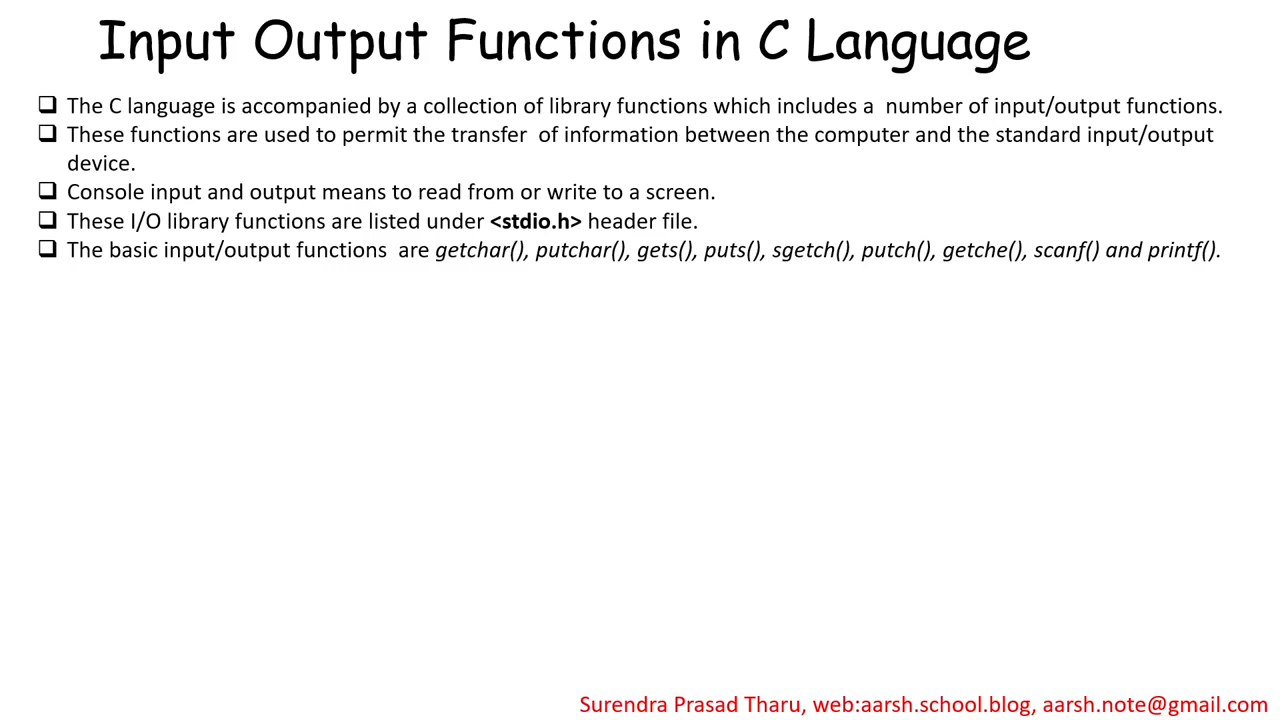 Input Output Functions in C Language
❑ The C language is accompanied by a collection of library functions which includes a  number of input/output functions.
❑ These functions are used to permit the transfer  of information between the computer and the standard input/output
device.
❑ Console input and output means to read from or write to a screen.
❑ These I/O library functions are listed under <stdio.h> header file.
❑ The basic input/output functions  are getchar(), putchar(), gets(), puts(), sgetch(), putch(), getche(), scanf() and printf().
Surendra Prasad Tharu, web:aarsh.school.blog, aarsh.note@gmail.com